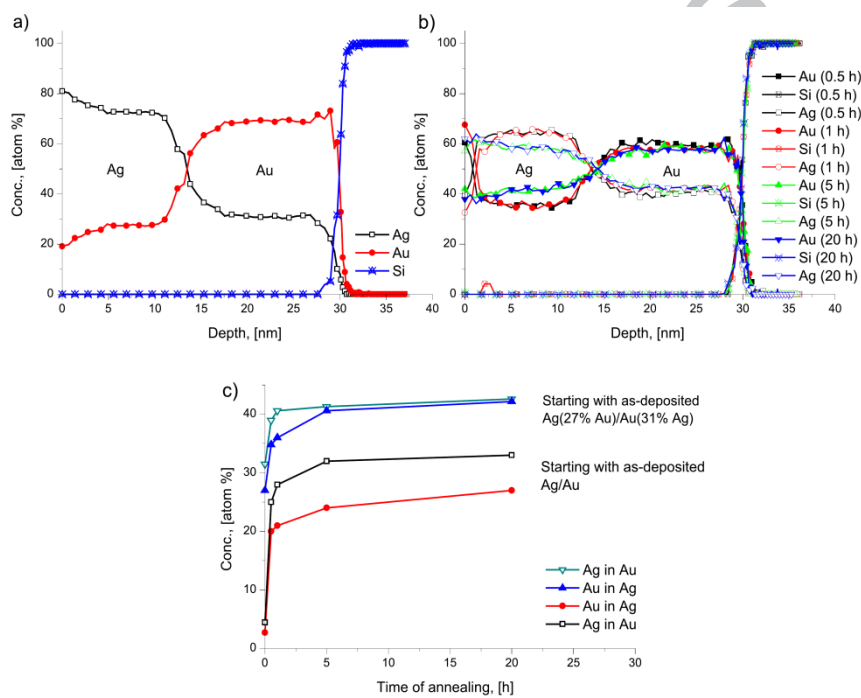 a)
Conc., [atom %]
100
80
60
40
20
0
Ag
Au
Ag
Au
Si
0
5
10
15
20
25
30
35
40
Depth, [nm]
b)
Conc., [atom %]
100
80
60
40
20
0
Ag
Au
Au (0.5 h)
Si (0.5 h)
Ag (0.5 h)
Au (1 h)
Si (1 h)
Ag (1 h)
Au (5 h)
Si (5 h)
Ag (5 h)
Au (20 h)
Si (20 h)
Ag (20 h)
0
5
10
15
20
25
30
35
40
Depth, [nm]
c)
Conc., [atom %]
40
30
20
10
0
Starting with as-deposited
Ag(27% Au)/Au(31% Ag)
Starting with as-deposited
Ag/Au
Ag in Au
Au in Ag
Au in Ag
Ag in Au
0
5
10
15
20
25
30
Time of annealing, [h]